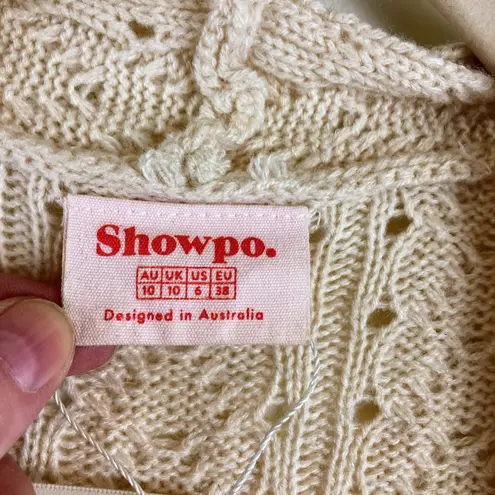 Showpo.
AU UK US EU
10 10 6 38
Designed in Australia